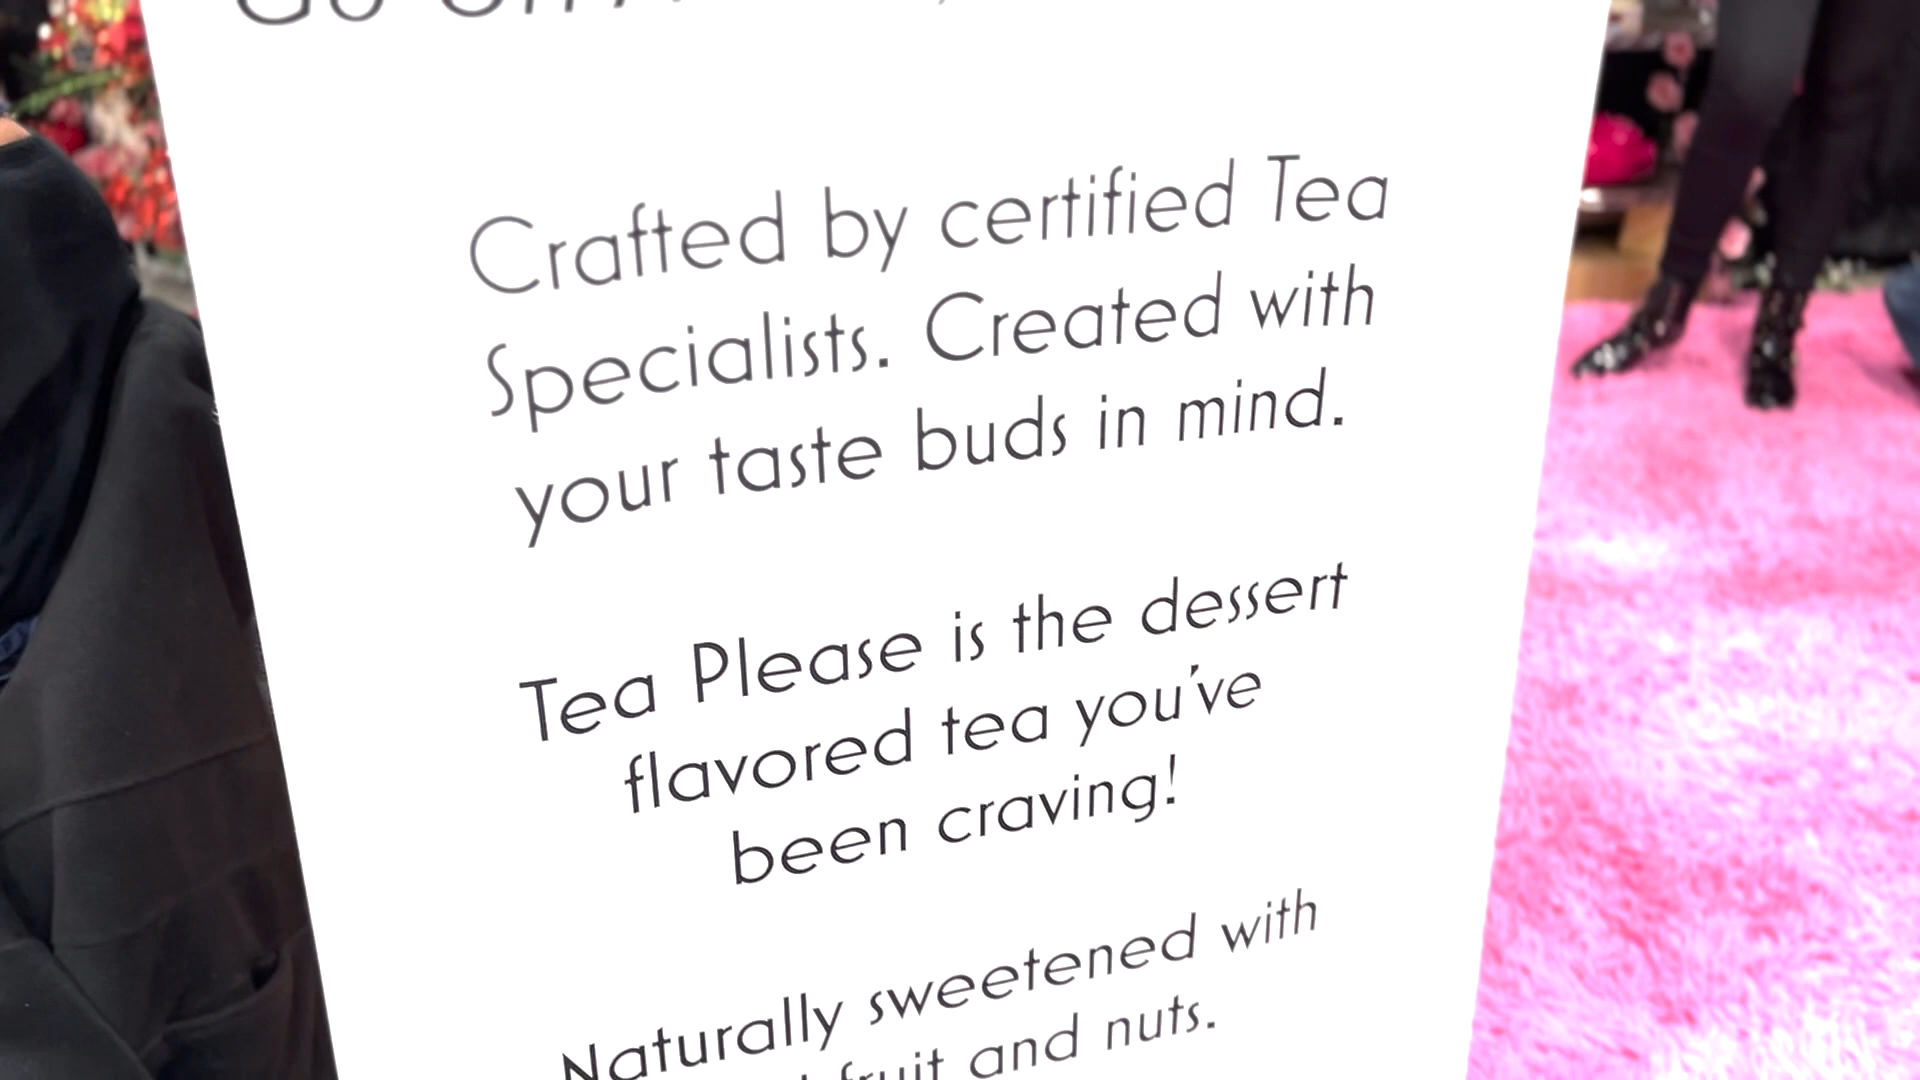 Crafted by certified Tea
Specialists. Created with
your taste buds in mind.
Tea Please is the dessert
flavored tea you've
been craving!
Naturally sweetened with
fruit and nuts.